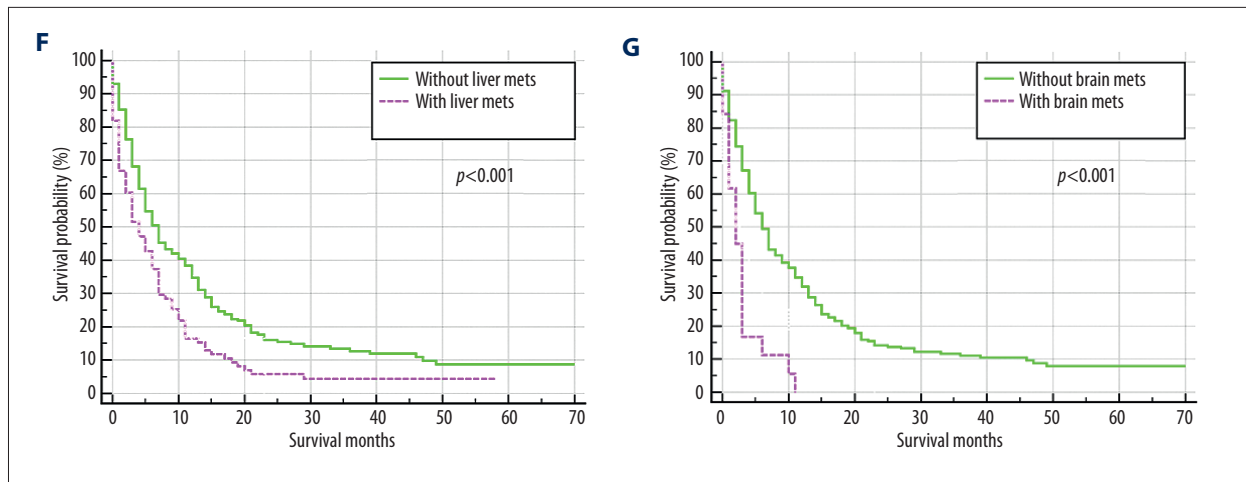 F
100
90
80
70
60
50
40
30
20
10
0
Survival probability (%)
Without liver mets
With liver mets
p<0.001
0 10 20 30 40 50 60 70
Survival months
G
100
90
80
70
60
50
40
30
20
10
0
Survival probability (%)
Without brain mets
With brain mets
p<0.001
0 10 20 30 40 50 60 70
Survival months